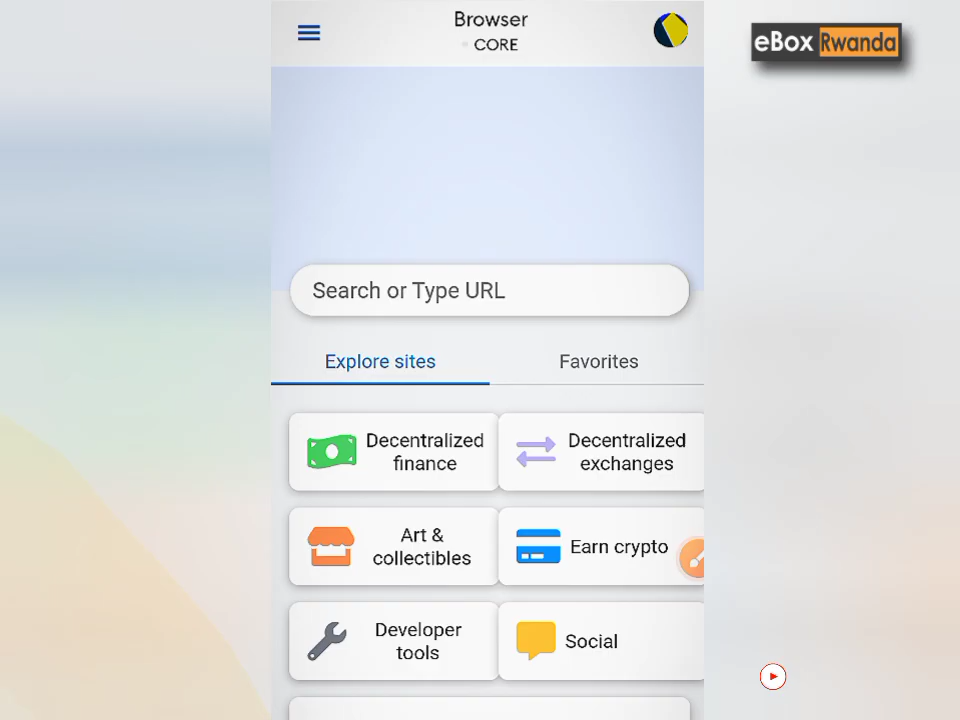 Browser
CORE
eBox Rwanda
Search or Type URL
Explore sites
Favorites
Decentralized
finance
Decentralized
exchanges
Art &
collectibles
Earn crypto
Developer
tools
Social